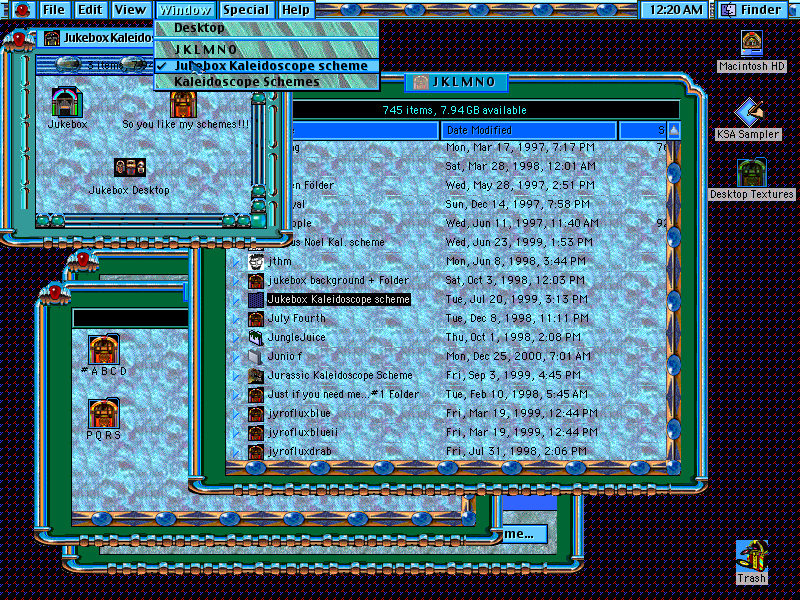 File Edit View Window Special Help 12:20 AM Finder
Desktop
J K L M N O
✓ Jukebox Kaleidoscope scheme
Kaleidoscope Schemes
Jukebox Kaleidos
Jukebox
So you like my schemes!!!
Jukebox Desktop
J K L M N O
745 items, 7.94 GB available
Date Modified
Mon, Mar 17, 1997, 7:17 PM
Sat, Mar 28, 1998, 12:01 AM
en Folder Wed, May 28, 1997, 2:51 PM
Sun, Dec 14, 1997, 7:58 PM
Wed, Jun 11, 1997, 11:40 AM
us Noel Kal. scheme Wed, Jun 23, 1999, 1:53 PM
jthm Mon, Jun 8, 1998, 3:44 PM
jukebox background + Folder Sat, Oct 3, 1998, 12:03 PM
Jukebox Kaleidoscope scheme Tue, Jul 20, 1999, 3:13 PM
July Fourth Tue, Dec 8, 1998, 11:11 PM
JungleJuice Thu, Oct 1, 1998, 2:08 PM
Junio f Mon, Dec 25, 2000, 7:01 AM
Jurassic Kaleidoscope Scheme Fri, Sep 3, 1999, 4:45 PM
Just if you need me...#1 Folder Tue, Feb 10, 1998, 5:45 AM
jyrofluxblue Fri, Mar 19, 1999, 12:44 PM
jyrofluxblueii Fri, Mar 19, 1999, 12:44 PM
jyrofluxdrab Fri, Jul 31, 1998, 2:06 PM
# A B C D
P Q R S
me...
Macintosh HD
KSA Sampler
Desktop Textures
Trash